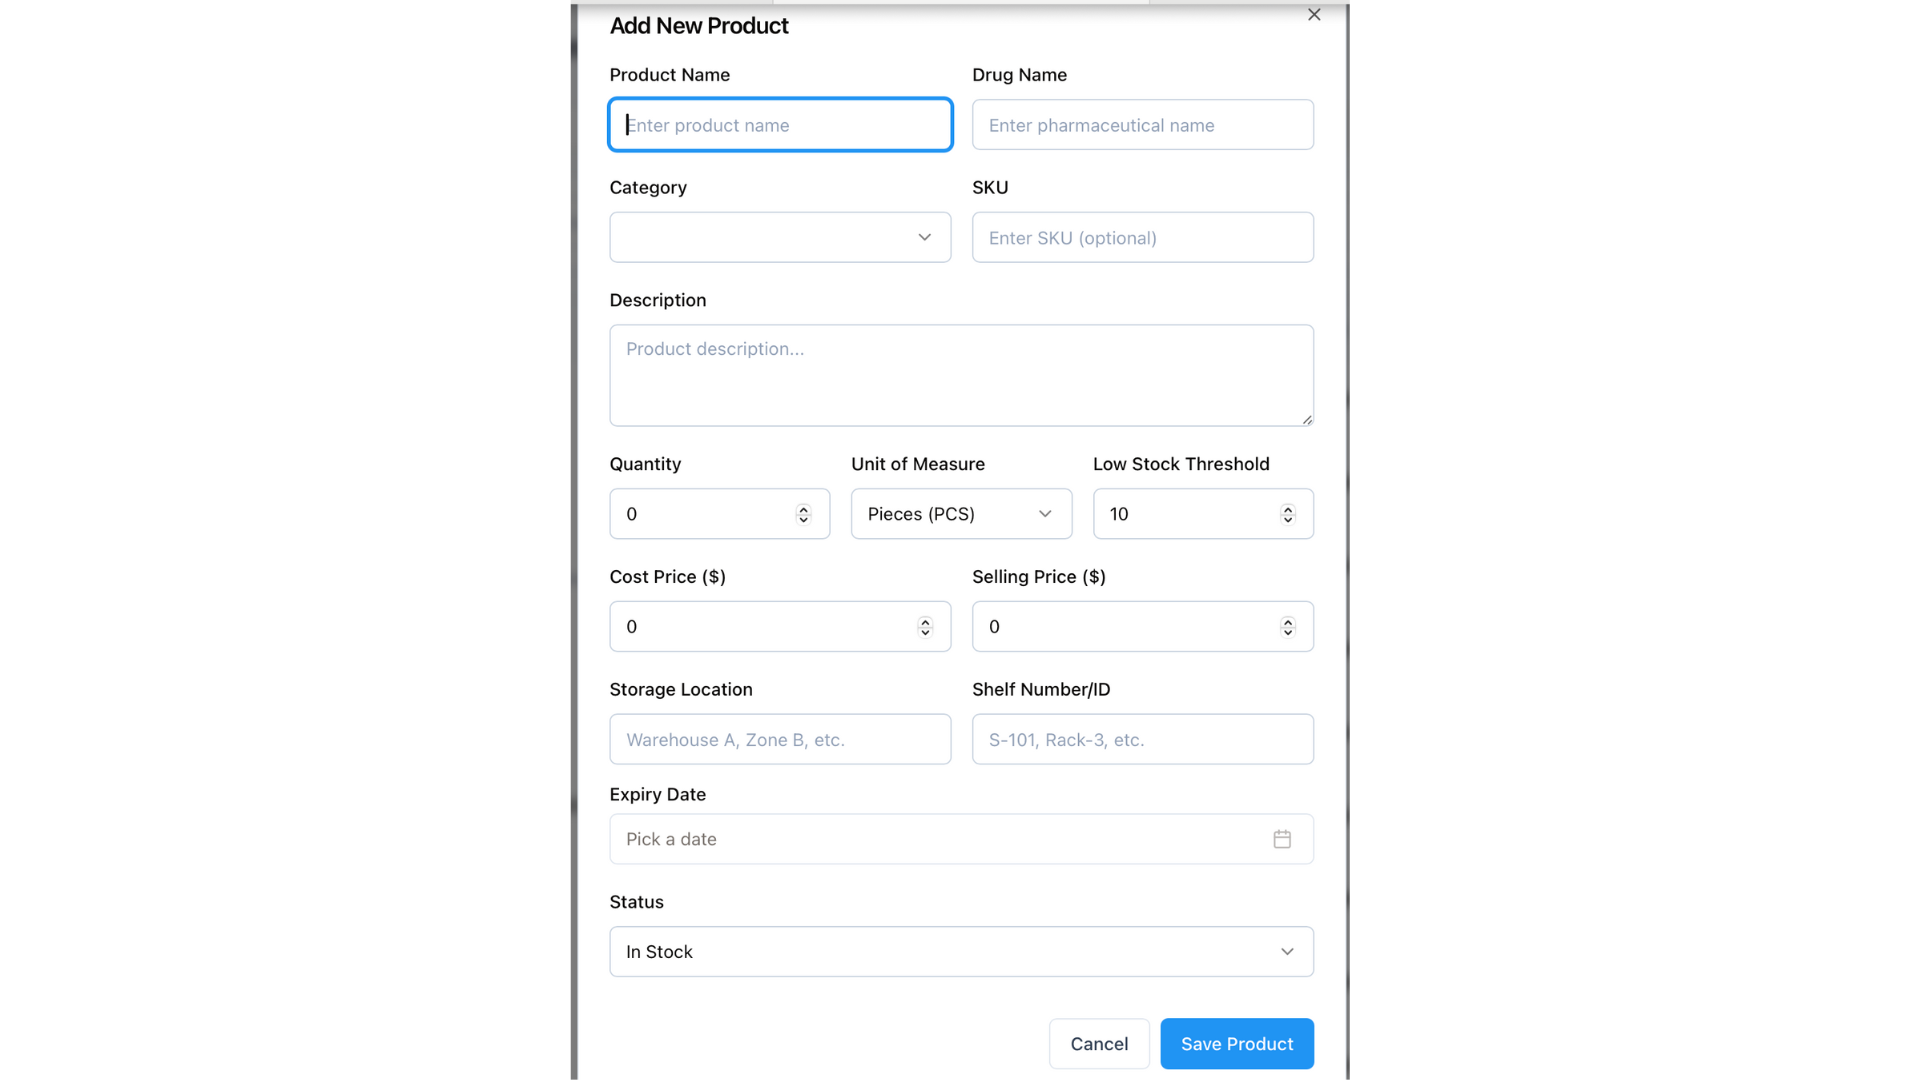 Add New Product
Product Name Drug Name
Enter product name Enter pharmaceutical name
Category SKU
Enter SKU (optional)
Description
Product description...
Quantity Unit of Measure Low Stock Threshold
0 Pieces (PCS) 10
Cost Price ($) Selling Price ($)
0 0
Storage Location Shelf Number/ID
Warehouse A, Zone B, etc. S-101, Rack-3, etc.
Expiry Date
Pick a date
Status
In Stock
Cancel Save Product